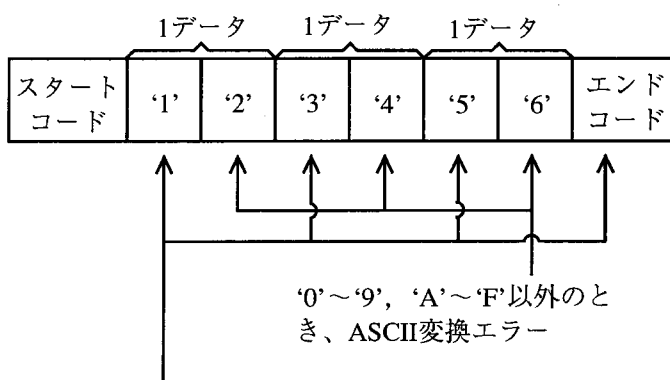 1データ 1データ 1データ
スタートコード ‘1’ ‘2’ ‘3’ ‘4’ ‘5’ ‘6’ エンドコード
‘0’～‘9’, ‘A’～‘F’以外のと
き、ASCII変換エラー